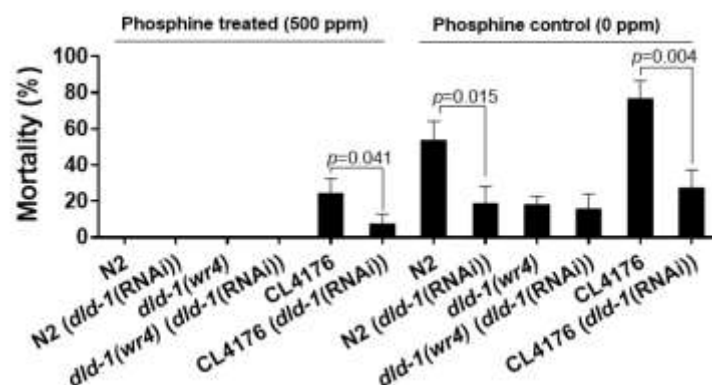 Phosphine treated (500 ppm)
Phosphine control (0 ppm)
Mortality (%)
100
80
60
40
20
0
p=0.041
p=0.015
p=0.004
N2
N2 (dld-1(RNAi))
dld-1(wr4)
dld-1(wr4) (dld-1(RNAi))
CL4176
CL4176 (dld-1(RNAi))
N2
N2 (dld-1(RNAi))
dld-1(wr4)
dld-1(wr4) (dld-1(RNAi))
CL4176
CL4176 (dld-1(RNAi))